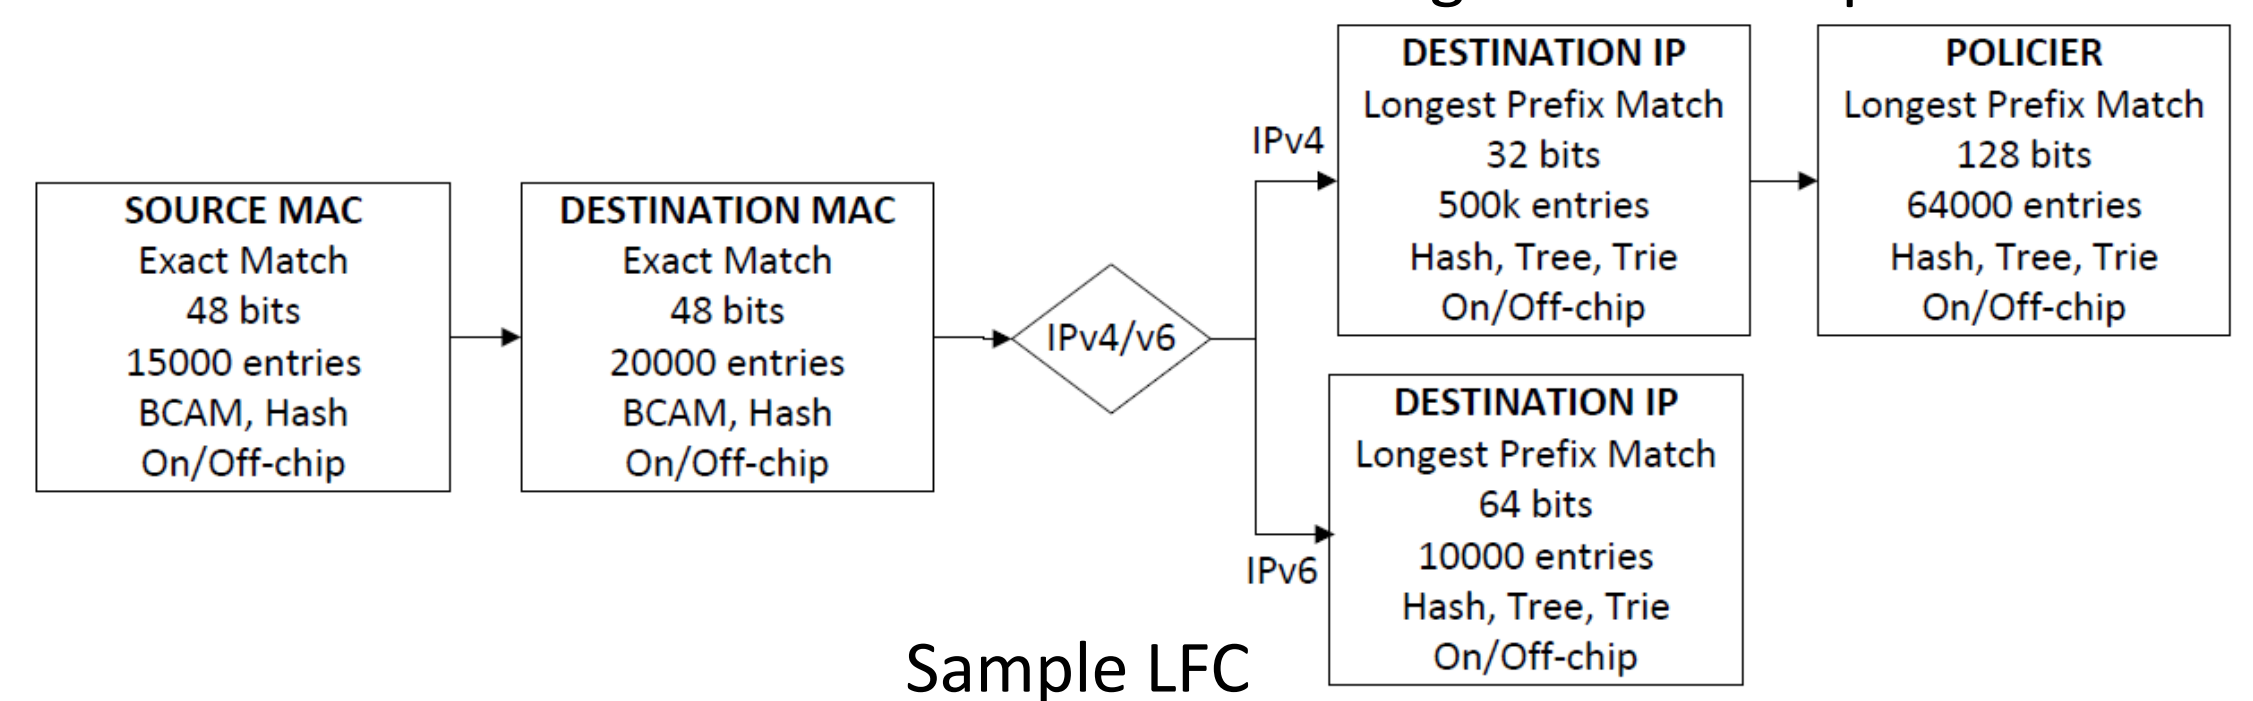 SOURCE MAC
Exact Match
48 bits
15000 entries
BCAM, Hash
On/Off-chip
DESTINATION MAC
Exact Match
48 bits
20000 entries
BCAM, Hash
On/Off-chip
IPv4/v6
IPv4
DESTINATION IP
Longest Prefix Match
32 bits
500k entries
Hash, Tree, Trie
On/Off-chip
POLICIER
Longest Prefix Match
128 bits
64000 entries
Hash, Tree, Trie
On/Off-chip
IPv6
DESTINATION IP
Longest Prefix Match
64 bits
10000 entries
Hash, Tree, Trie
On/Off-chip
Sample LFC